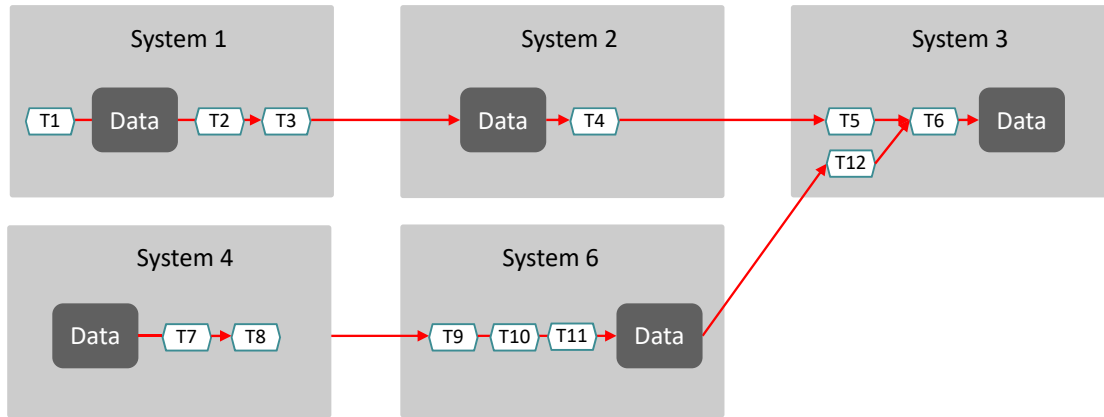 System 1
System 2
System 3
T1
Data
T2
T3
Data
T4
T5
T6
Data
T12
System 4
System 6
Data
T7
T8
T9
T10
T11
Data